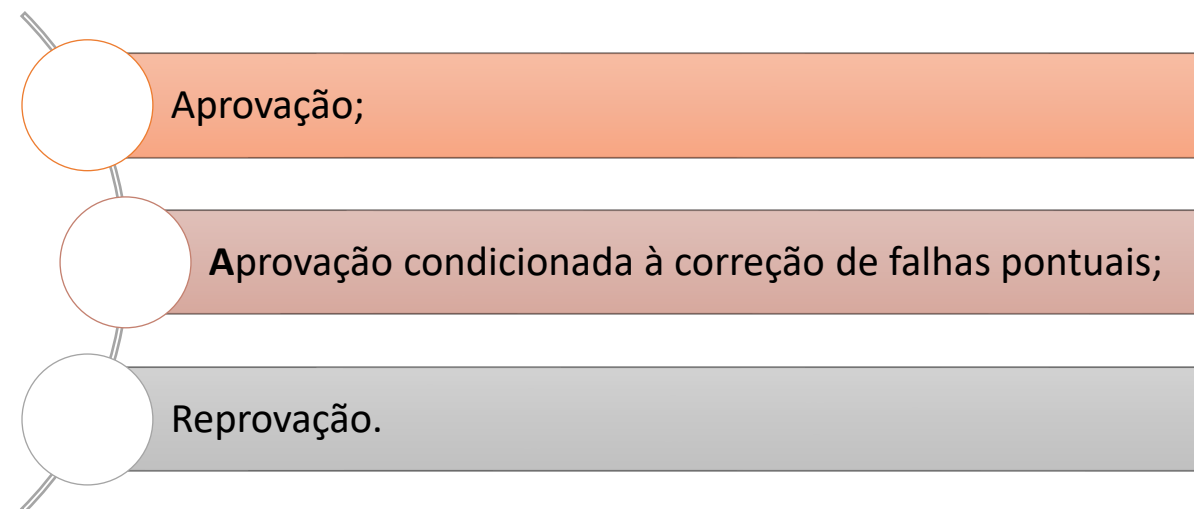 Aprovação;
Aprovação condicionada à correção de falhas pontuais;
Reprovação.